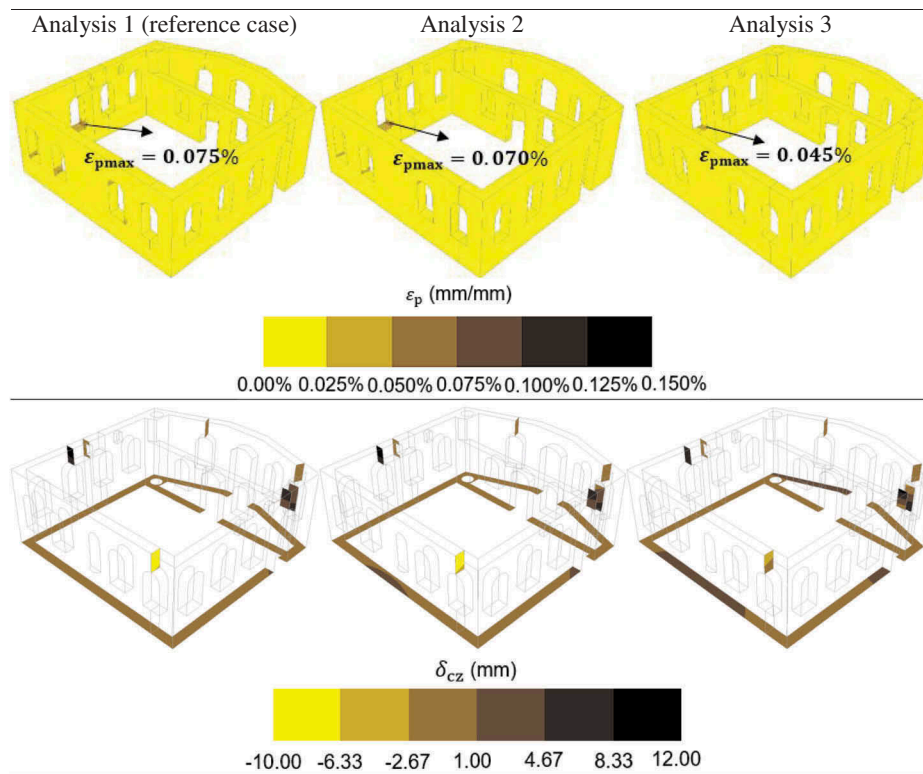 Analysis 1 (reference case) Analysis 2 Analysis 3
εpmax = 0.075% εpmax = 0.070% εpmax = 0.045%
εp (mm/mm)
0.00% 0.025% 0.050% 0.075% 0.100% 0.125% 0.150%
δcz (mm)
-10.00 -6.33 -2.67 1.00 4.67 8.33 12.00